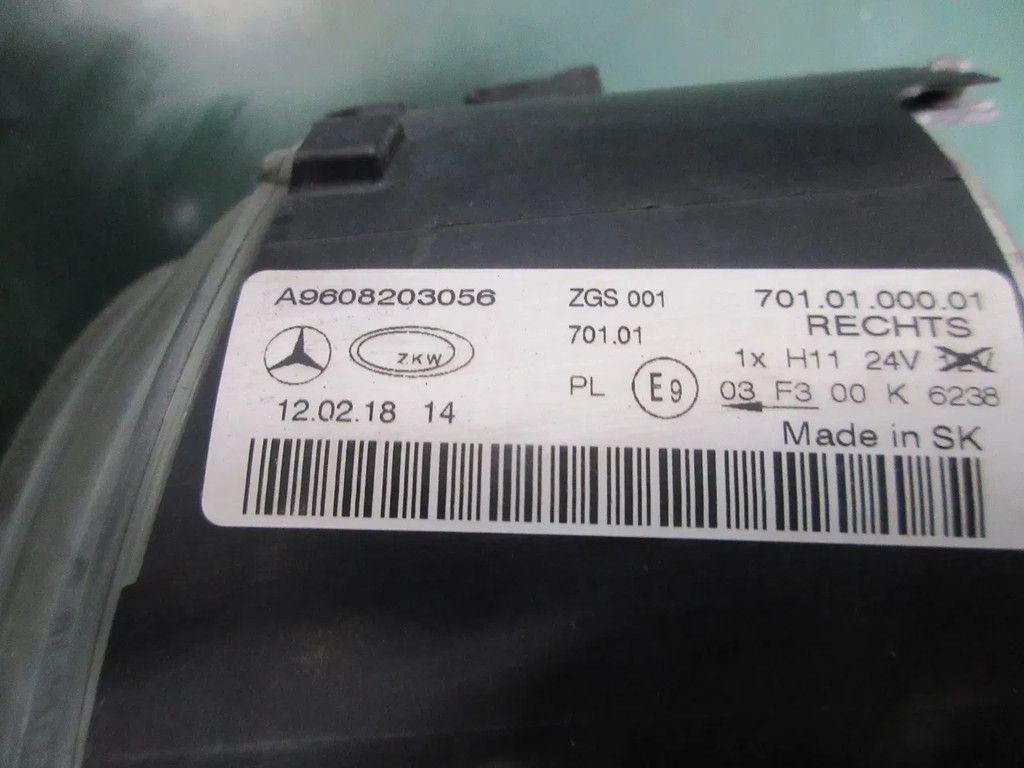 A9608203056 ZGS 001 701.01.000.01
701.01 RECHTS
ZKW 1x H11 24V
PL E9 03 F3 00 K 6238
12.02.18 14 Made in SK